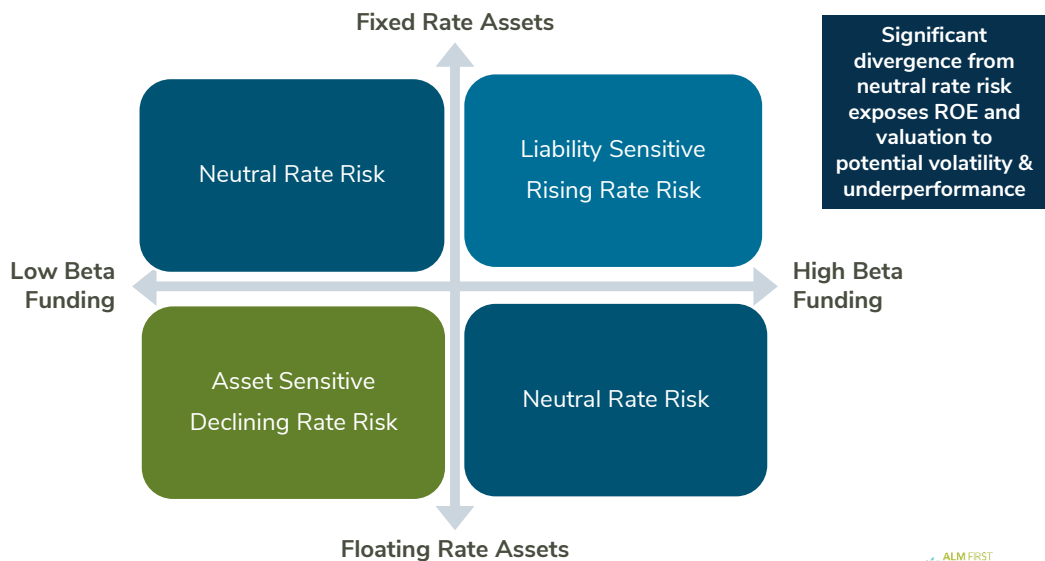 Fixed Rate Assets
Significant
divergence from
neutral rate risk
exposes ROE and
valuation to
potential volatility &
underperformance
Neutral Rate Risk
Liability Sensitive
Rising Rate Risk
Low Beta
Funding
High Beta
Funding
Asset Sensitive
Declining Rate Risk
Neutral Rate Risk
Floating Rate Assets
ALM FIRST